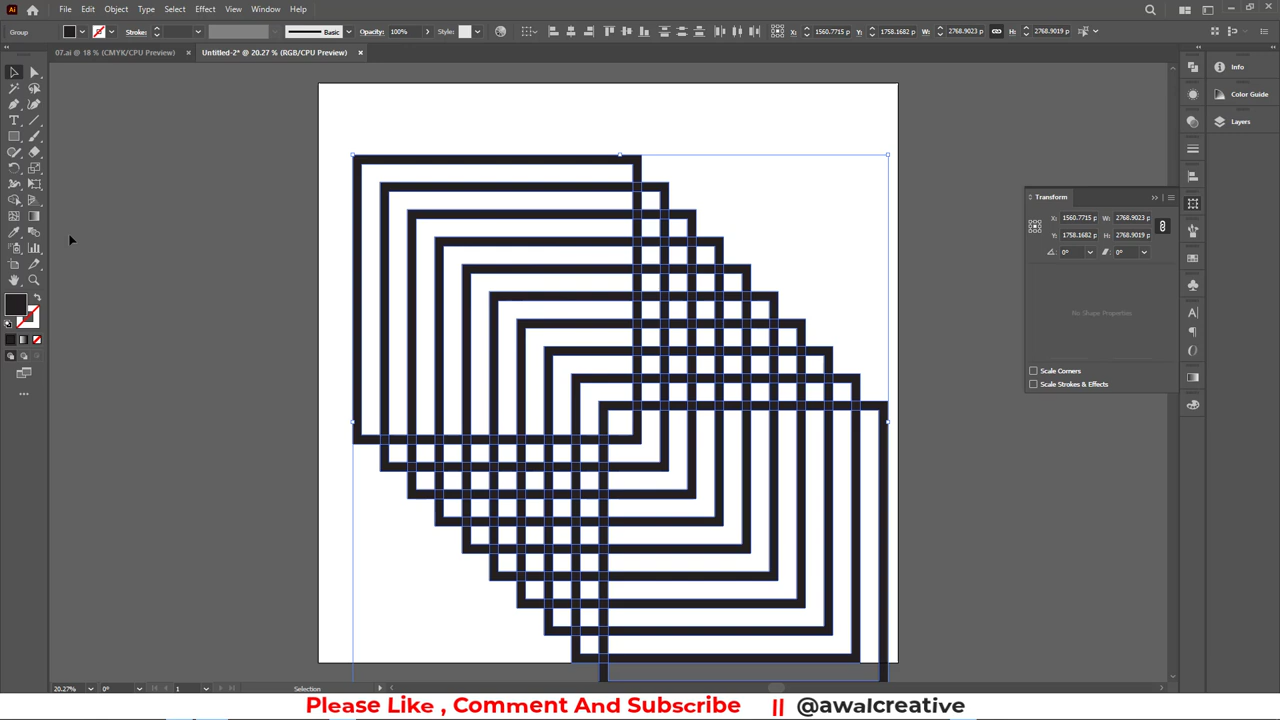 Ai File Edit Object Type Select Effect View Window Help
Group Stroke: Basic Opacity: 100% Style: X: 1560.7715 p Y: 1758.1682 p W: 2768.9023 p H: 2768.9019 p
07.ai @ 18 % (CMYK/CPU Preview) × Untitled-2* @ 20.27 % (RGB/CPU Preview) ×
Info
Color Guide
Layers
Transform
X: 1560.7715 p W: 2768.9023 p
Y: 1758.1682 p H: 2768.9019 p
0° 0°
No Shape Properties
Scale Corners
Scale Strokes & Effects
20.27% 0° 1 Selection
Please Like , Comment And Subscribe || @awalcreative